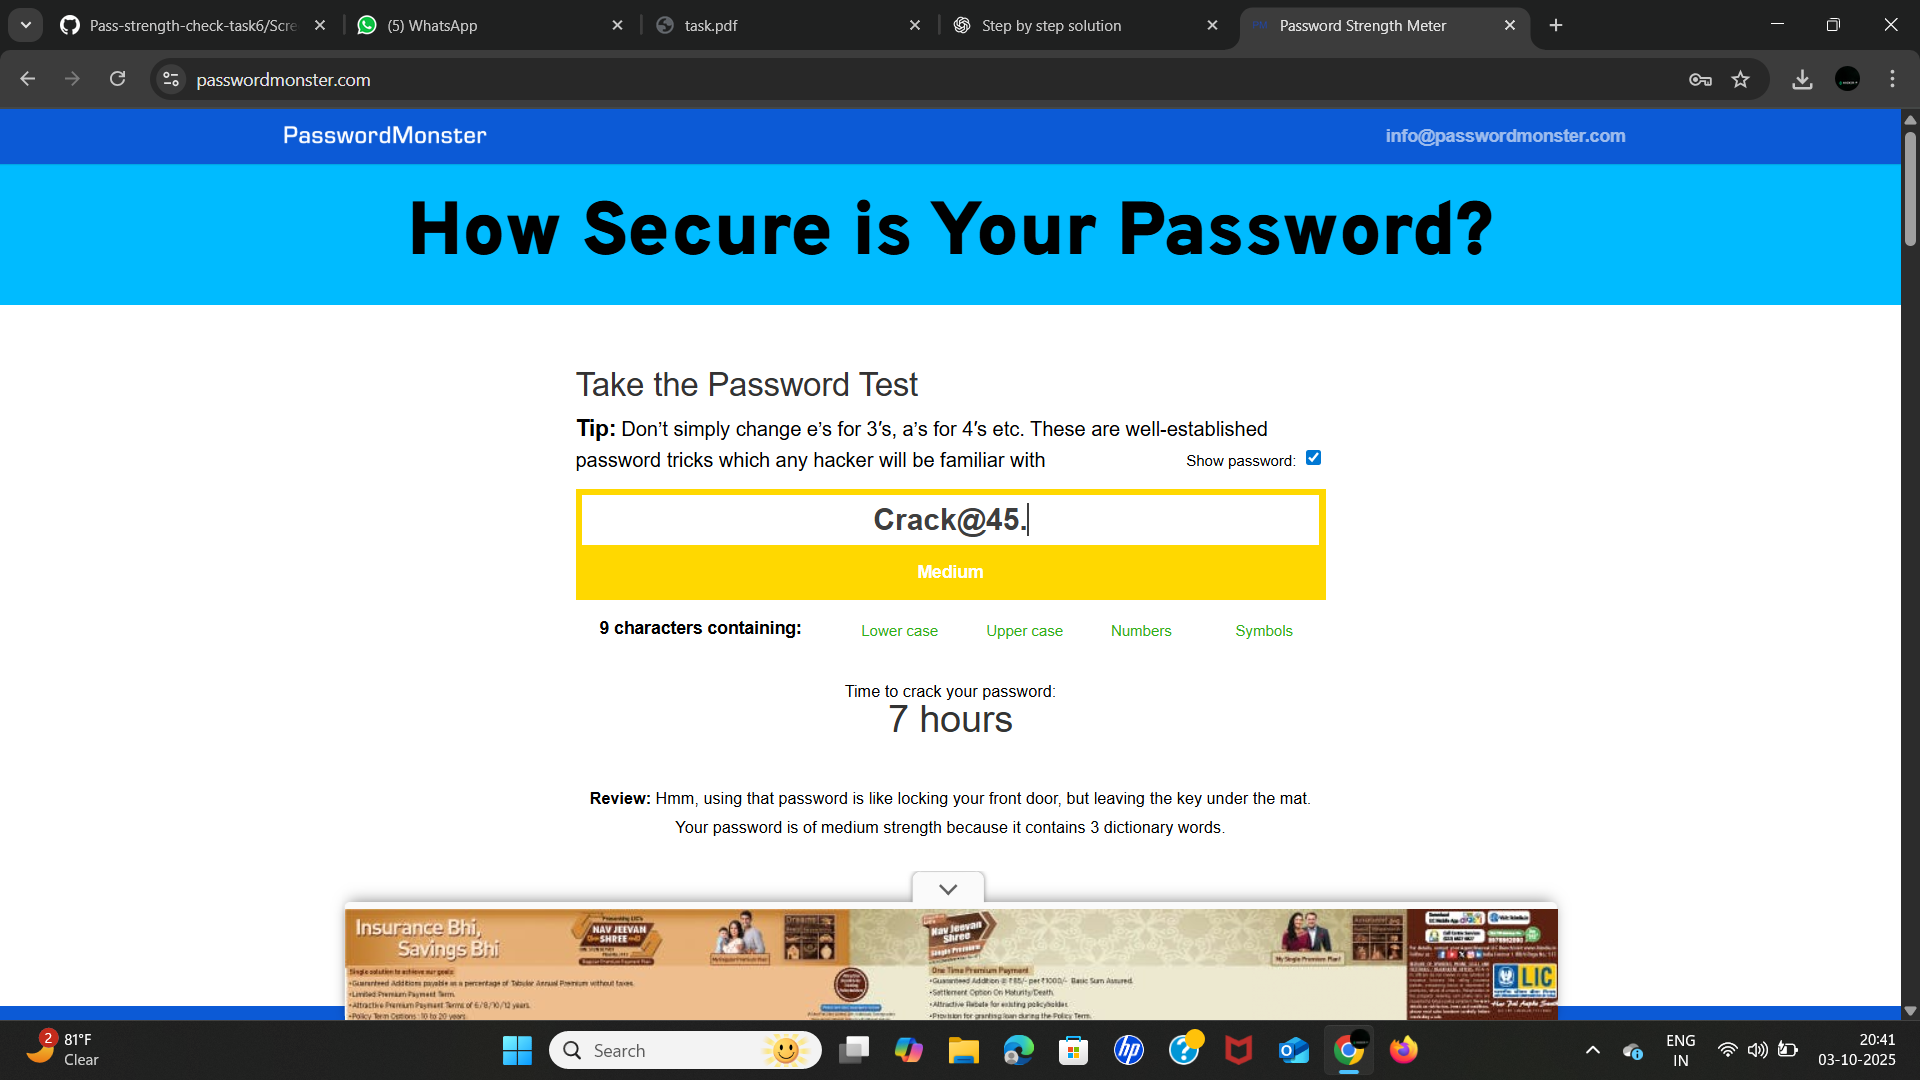 Pass-strength-check-task6/Scre
(5) WhatsApp
task.pdf
Step by step solution
Password Strength Meter
passwordmonster.com
PasswordMonster
info@passwordmonster.com
How Secure is Your Password?
Take the Password Test
Tip: Don’t simply change e’s for 3′s, a’s for 4′s etc. These are well-established
password tricks which any hacker will be familiar with
Show password:
Crack@45.
Medium
9 characters containing:
Lower case
Upper case
Numbers
Symbols
Time to crack your password:
7 hours
Review: Hmm, using that password is like locking your front door, but leaving the key under the mat.
Your password is of medium strength because it contains 3 dictionary words.
Insurance Bhi,
Savings Bhi
NAV JEEVAN
SHREE
Single solution to achieve our goals:
•Guaranteed Additions payable as a percentage of Tabular Annual Premium without taxes.
•Limited Premium Payment Term.
•Attractive Premium Payment Terms of 6/8/10/12 years.
•Policy Term Options : 10 to 20 years.
Nav Jeevan
Shree
One Time Premium Payment
•Guaranteed Addition @ ₹85/- per ₹1000/- Basic Sum Assured.
•Settlement Option On Maturity/Death.
•Attractive Rebate for existing policyholder.
•Provision for granting loan during the Policy Term.
LIC
2
81°F
Clear
Search
hp
ENG
IN
20:41
03-10-2025